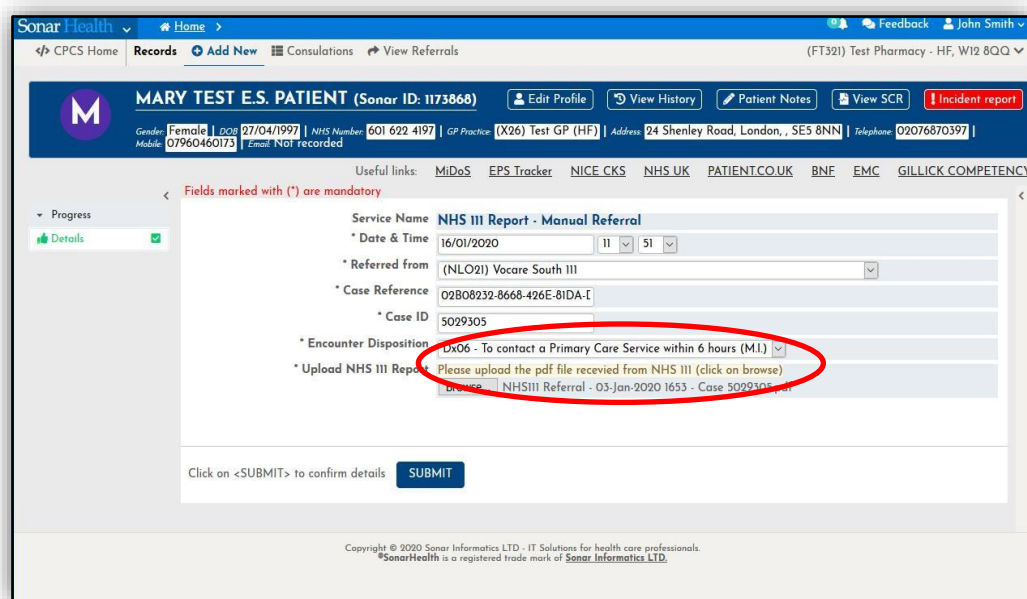 Sonar Health Home > 0 Feedback John Smith
</> CPCS Home Records Add New Consulations View Referrals (FT321) Test Pharmacy - HF, W12 8QQ
M
MARY TEST E.S. PATIENT (Sonar ID: 1173868) Edit Profile View History Patient Notes View SCR Incident report
Gender: Female | DOB 27/04/1997 | NHS Number: 601 622 4197 | GP Practice: (X26) Test GP (HF) | Address: 24 Shenley Road, London, , SE5 8NN | Telephone: 02076870397 |
Mobile: 07960460173 | Email: Not recorded
Useful links: MiDoS EPS Tracker NICE CKS NHS UK PATIENT.CO.UK BNF EMC GILLICK COMPETENCY
Fields marked with (*) are mandatory
Progress
Details
Service Name NHS 111 Report - Manual Referral
* Date & Time 16/01/2020 11 51
* Referred from (NLO21) Vocare South 111
* Case Reference 02B08232-8668-426E-81DA-
* Case ID 5029305
* Encounter Disposition Dx06 - To contact a Primary Care Service within 6 hours (M.I.)
* Upload NHS 111 Report Please upload the pdf file recevied from NHS 111 (click on browse)
Browse... NHS111 Referral - 03-Jan-2020 1653 - Case 5029305.pdf
Click on <SUBMIT> to confirm details SUBMIT
Copyright © 2020 Sonar Informatics LTD - IT Solutions for health care professionals.
®SonarHealth is a registered trade mark of Sonar Informatics LTD.